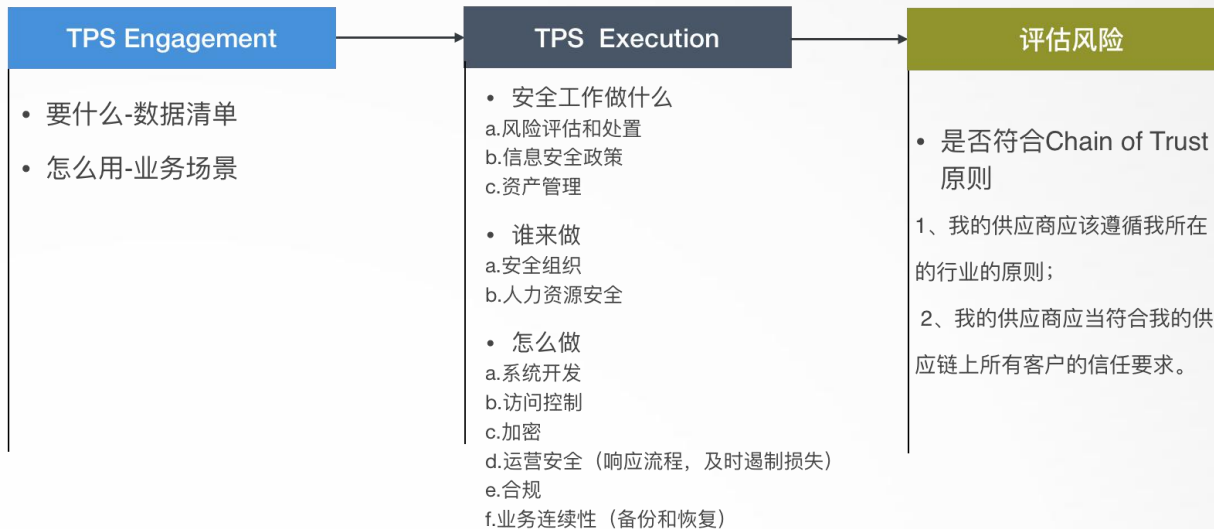 TPS Engagement
• 要什么-数据清单
• 怎么用-业务场景
TPS Execution
• 安全工作做什么
a.风险评估和处置
b.信息安全政策
c.资产管理
• 谁来做
a.安全组织
b.人力资源安全
• 怎么做
a.系统开发
b.访问控制
c.加密
d.运营安全（响应流程，及时遏制损失）
e.合规
f.业务连续性（备份和恢复）
评估风险
• 是否符合Chain of Trust
原则
1、我的供应商应该遵循我所在
的行业的原则；
2、我的供应商应当符合我的供
应链上所有客户的信任要求。